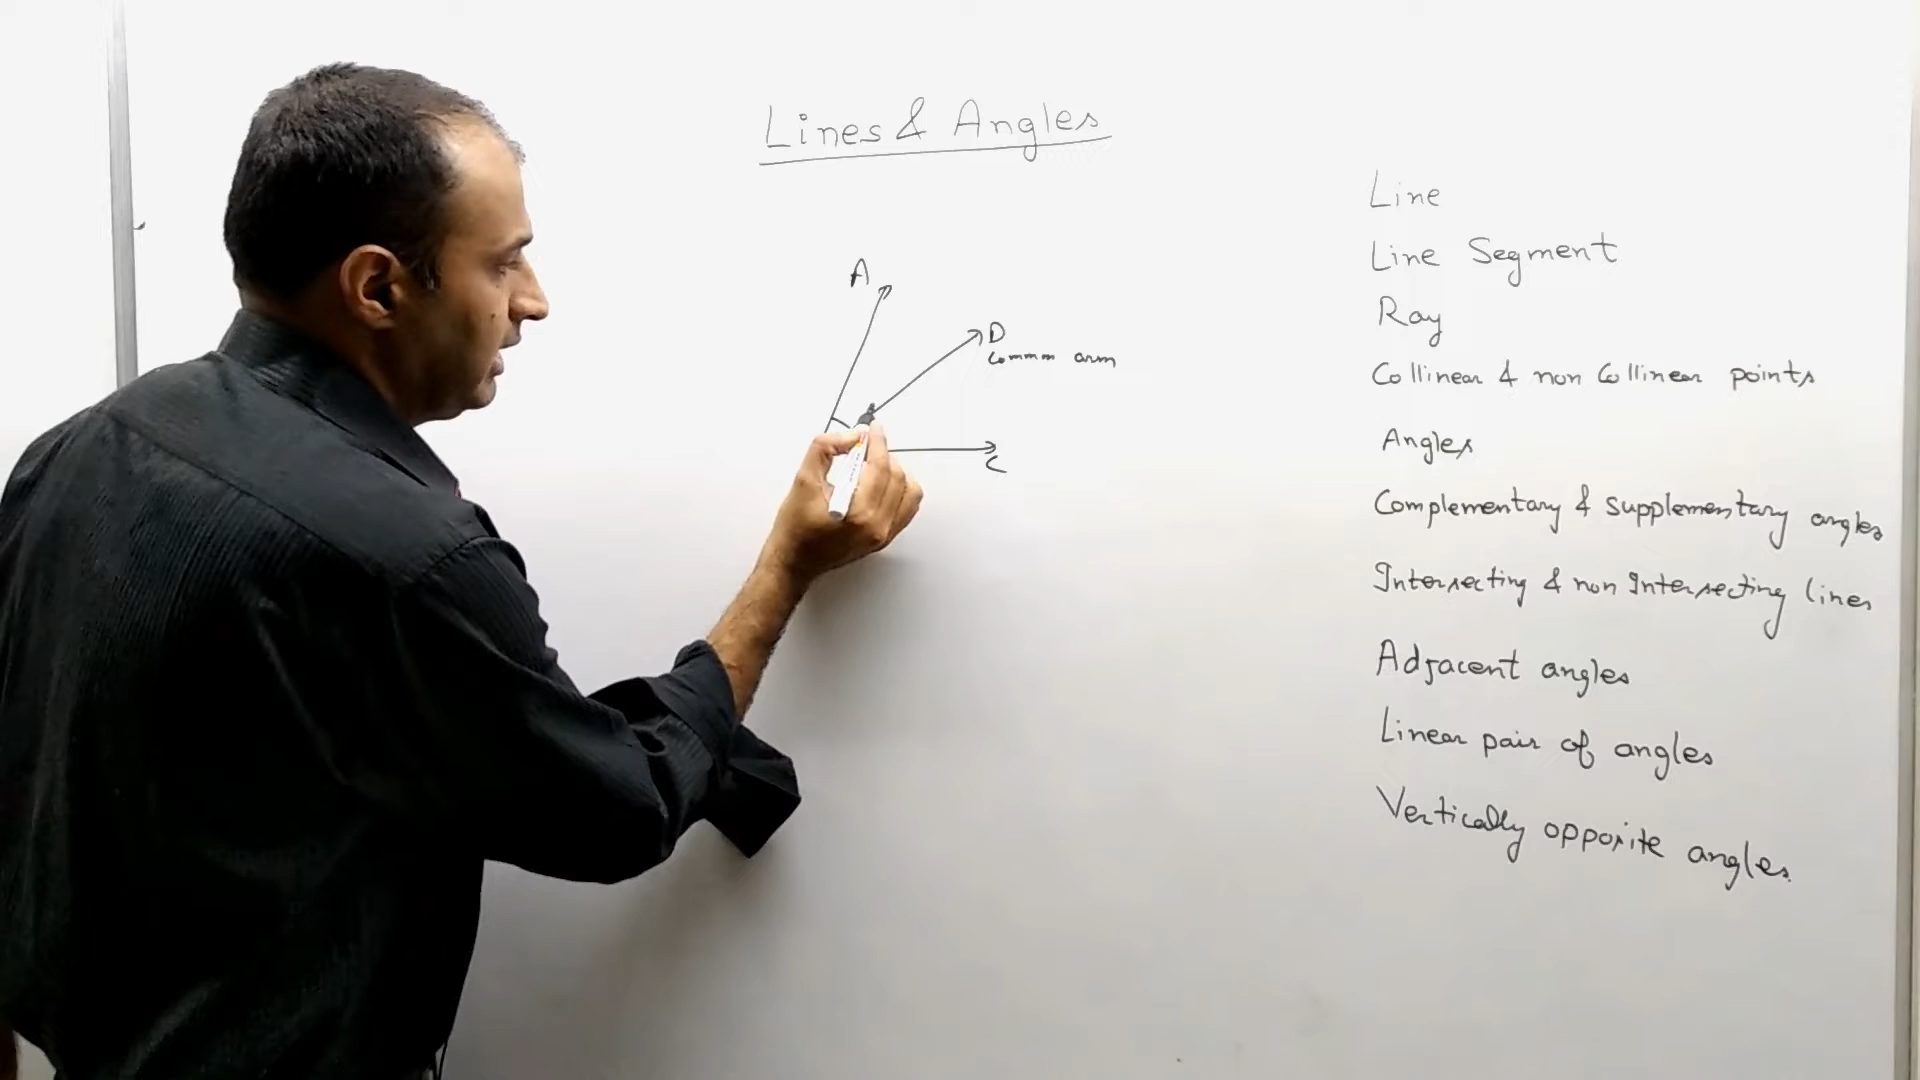 Lines & Angles
A
D
Common arm
C
Line
Line Segment
Ray
Collinear & non Collinear points
Angles
Complementary & supplementary angles
Intersecting & non Intersecting lines
Adjacent angles
Linear pair of angles
Vertically opposite angles.